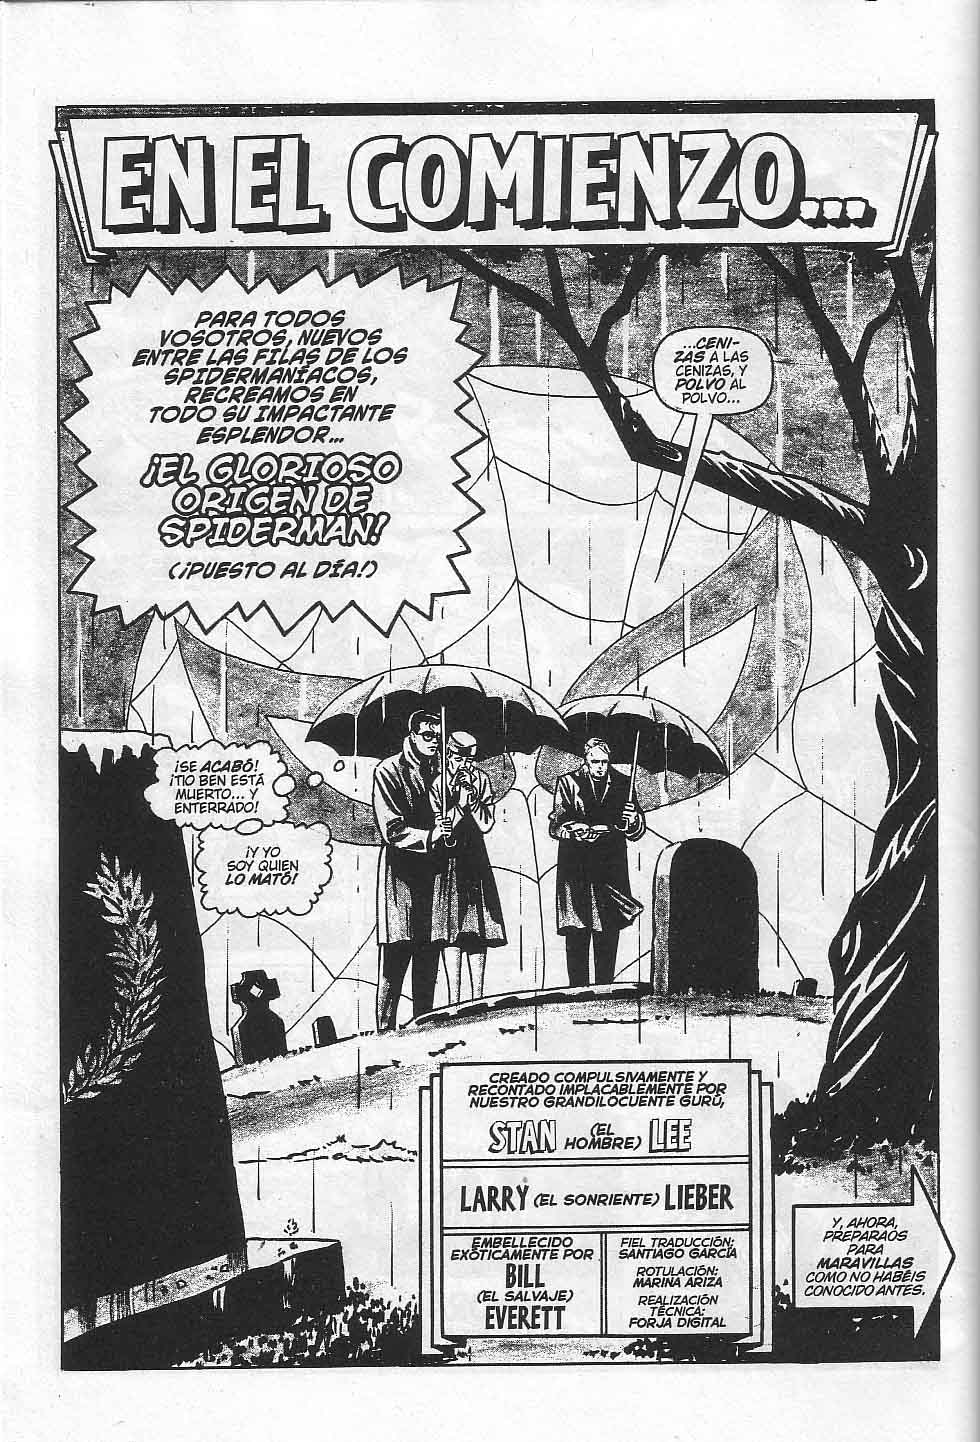 EN EL COMIENZO...
PARA TODOS
VOSOTROS, NUEVOS
ENTRE LAS FILAS DE LOS
SPIDERMANÍACOS,
RECREAMOS EN
TODO SU IMPACTANTE
ESPLENDOR...
¡EL GLORIOSO
ORIGEN DE
SPIDERMAN!
(¡PUESTO AL DÍA!)
...CENI-
ZAS A LAS
CENIZAS, Y
POLVO AL
POLVO...
¡SE ACABÓ!
¡TIO BEN ESTÁ
MUERTO... Y
ENTERRADO!
¡Y YO
SOY QUIEN
LO MATÓ!
CREADO COMPULSIVAMENTE Y
RECONTADO IMPLACABLEMENTE POR
NUESTRO GRANDILOCUENTE GURÚ,
STAN (EL HOMBRE) LEE
LARRY (EL SONRIENTE) LIEBER
EMBELLECIDO
EXÓTICAMENTE POR
BILL
(EL SALVAJE)
EVERETT
FIEL TRADUCCIÓN:
SANTIAGO GARCÍA
ROTULACIÓN:
MARINA ARIZA
REALIZACIÓN
TÉCNICA:
FORJA DIGITAL
Y, AHORA,
PREPARAOS
PARA
MARAVILLAS
COMO NO HABÉIS
CONOCIDO ANTES.